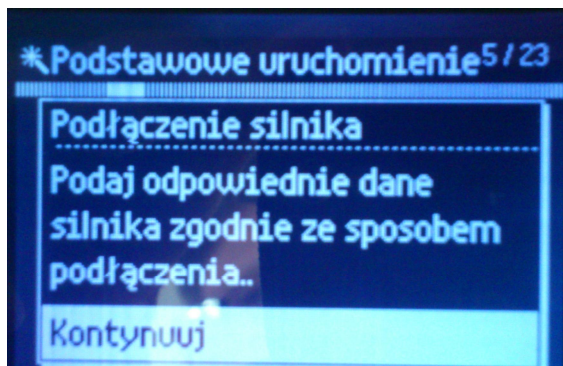 Podstawowe uruchomienie 5/23
Podłączenie silnika
Podaj odpowiednie dane
silnika zgodnie ze sposobem
podłączenia..
Kontynuuj